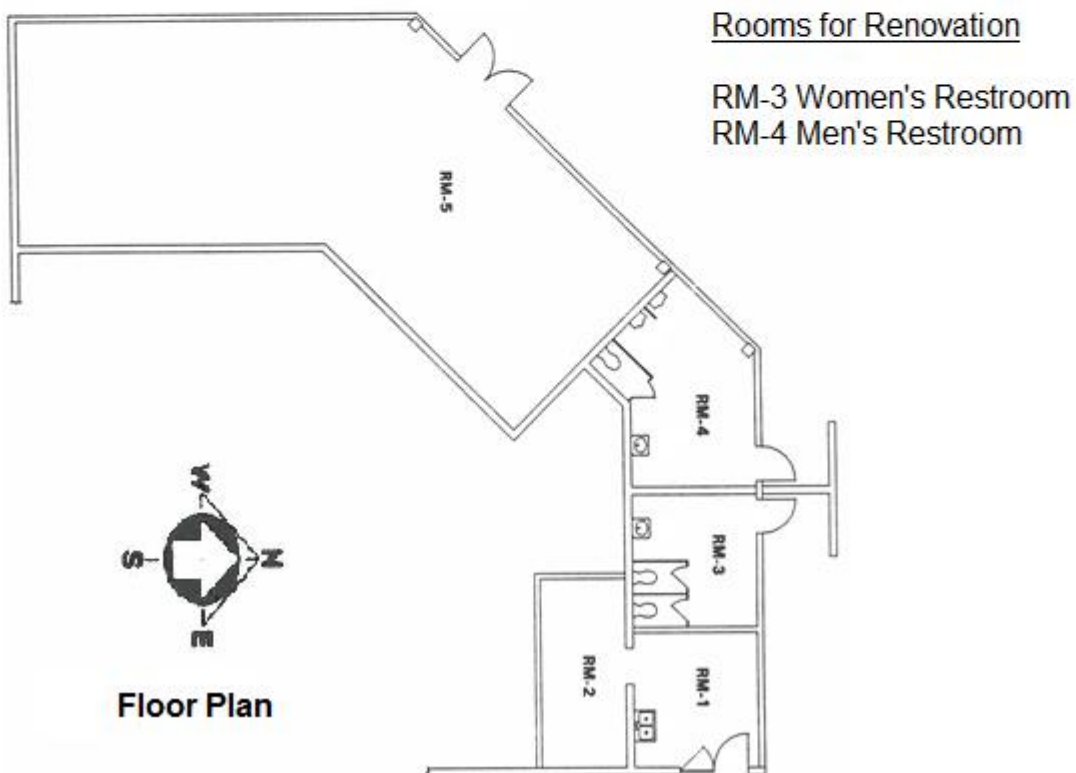 Rooms for Renovation
RM-3 Women's Restroom
RM-4 Men's Restroom
RM-5
RM-4
RM-3
RM-2
RM-1
W
S
N
E
Floor Plan